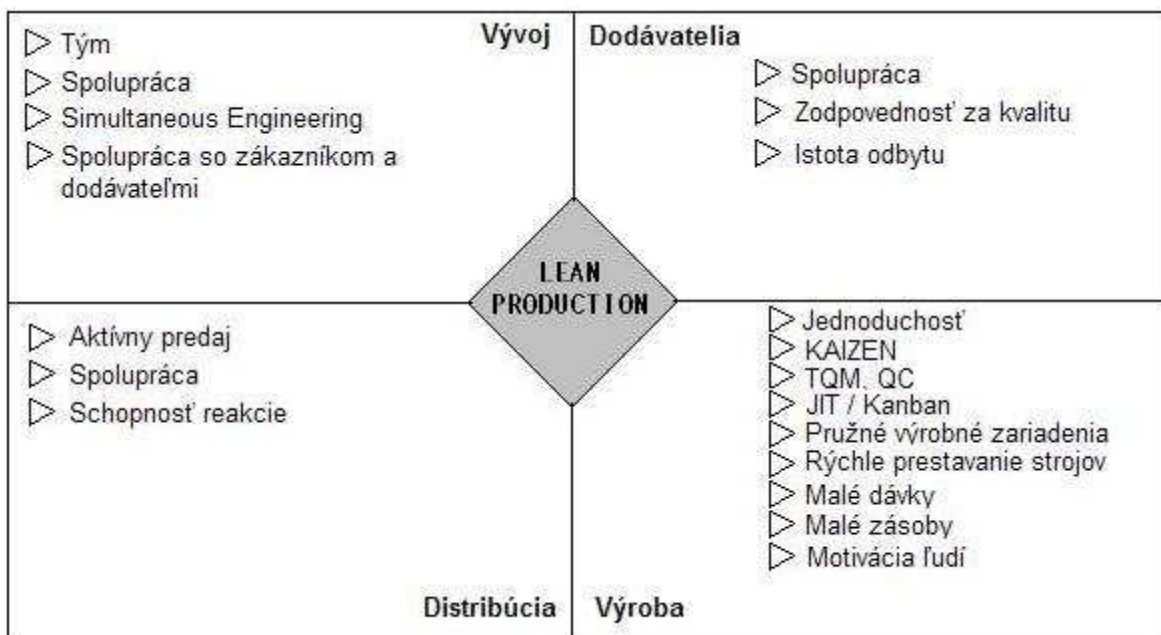 Vývoj
Tým
Spolupráca
Simultaneous Engineering
Spolupráca so zákazníkom a
dodávateľmi
Dodávatelia
Spolupráca
Zodpovednosť za kvalitu
Istota odbytu
LEAN
PRODUCTION
Aktívny predaj
Spolupráca
Schopnosť reakcie
Distribúcia
Jednoduchosť
KAIZEN
TQM, QC
JIT / Kanban
Pružné výrobné zariadenia
Rýchle prestavanie strojov
Malé dávky
Malé zásoby
Motivácia ľudí
Výroba